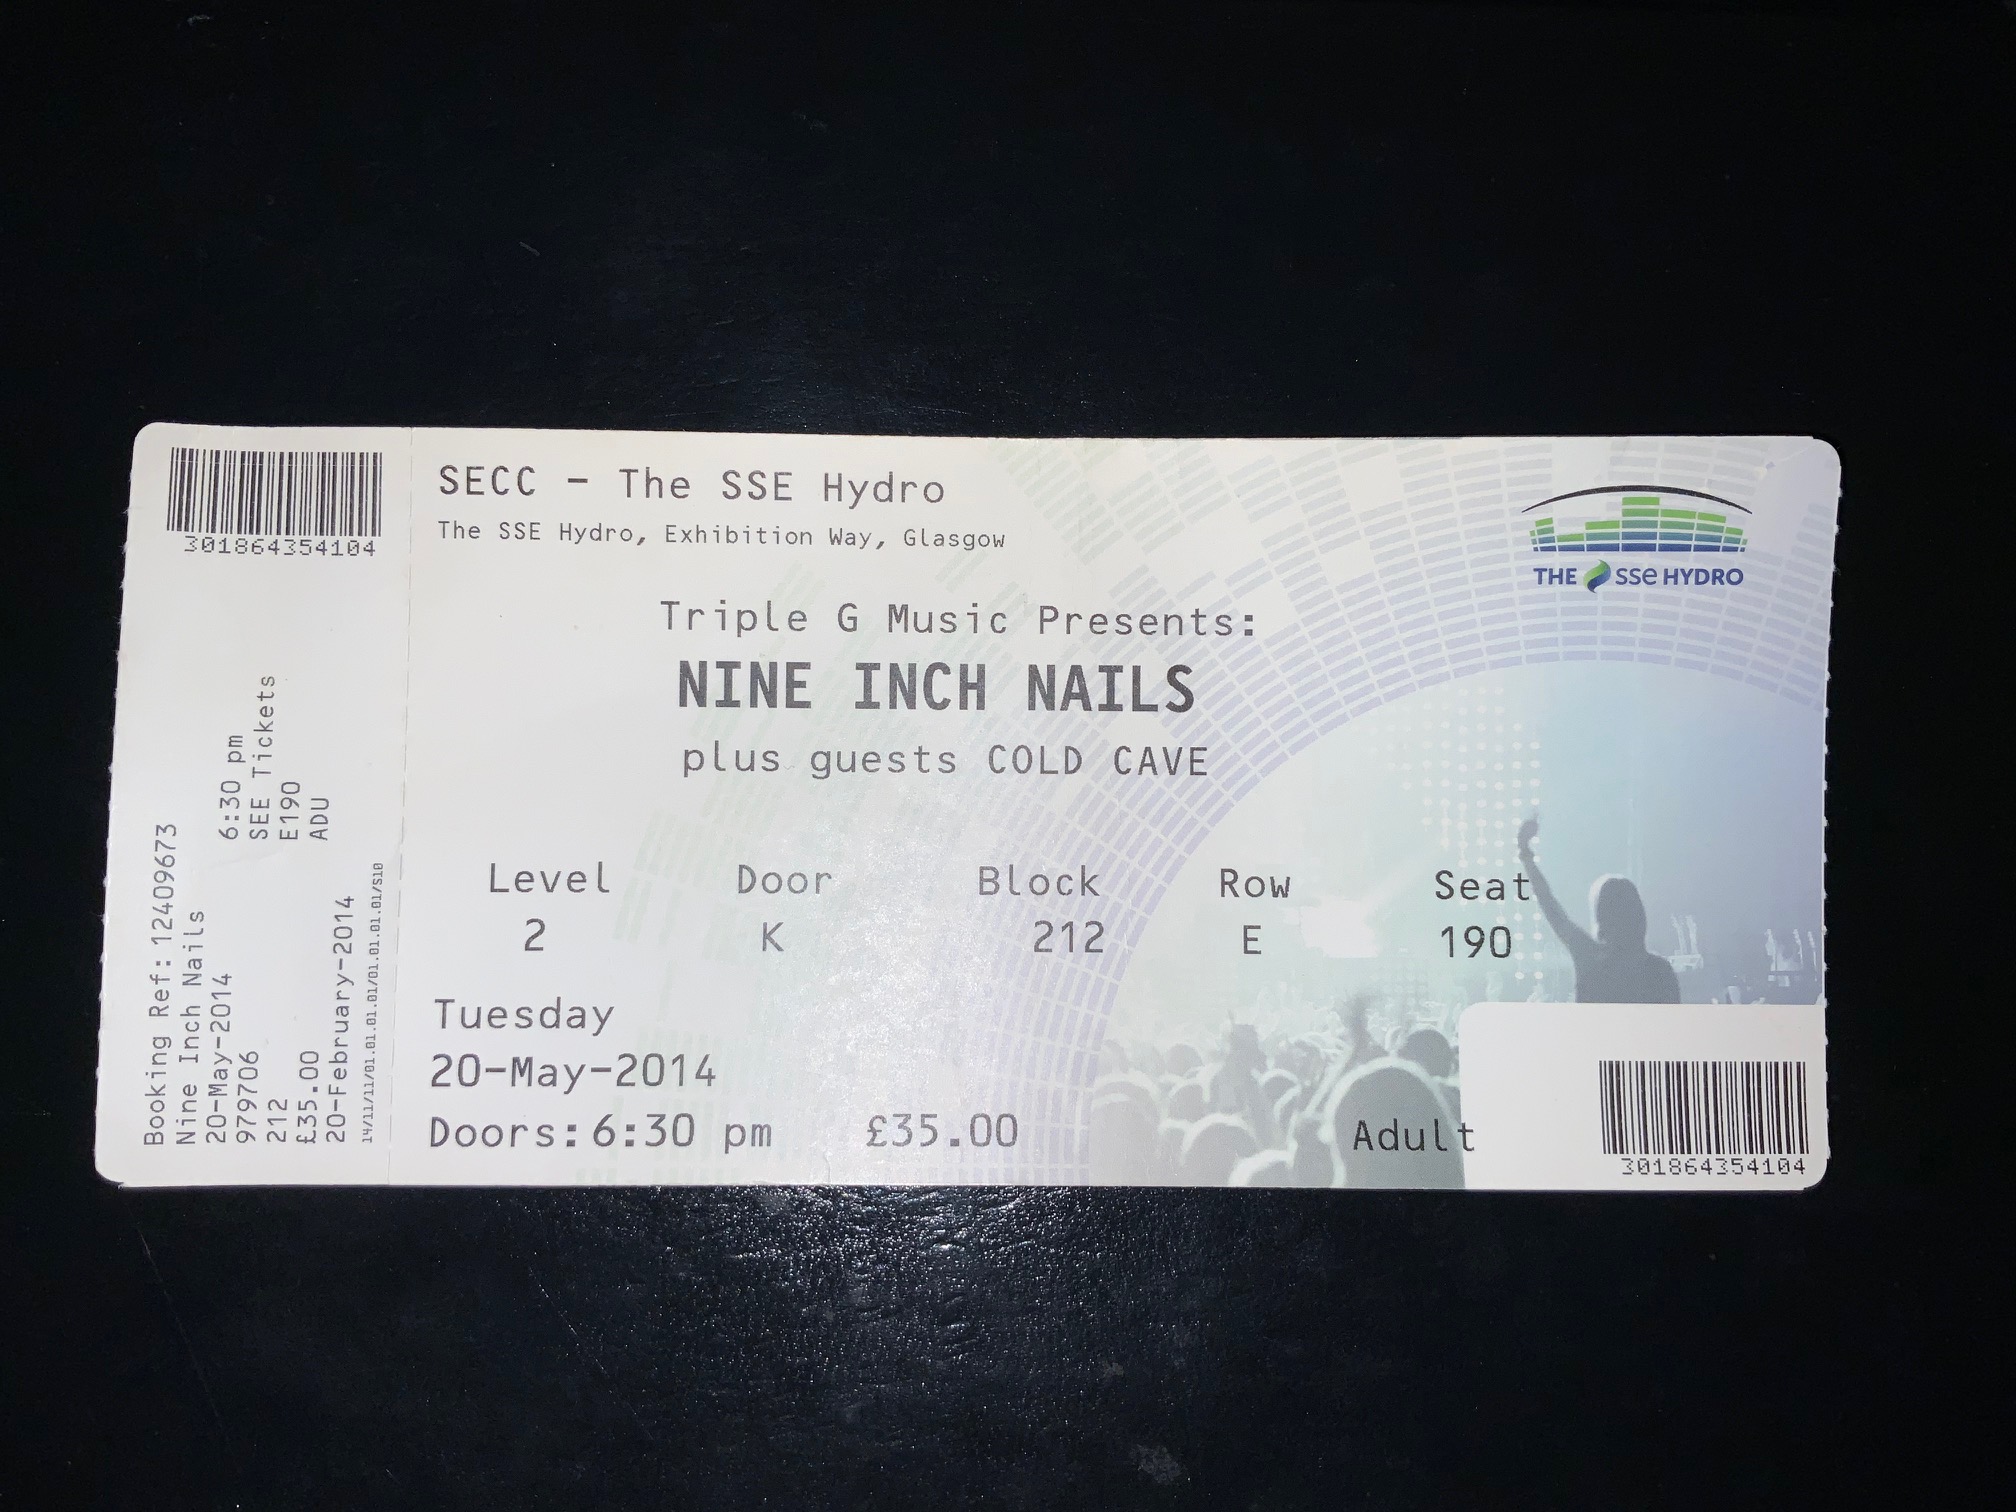 301864354104
Booking Ref: 12409673
Nine Inch Nails
20-May-2014 6:30 pm
9797706 SEE Tickets
212 E190
£35.00 ADU
20-February-2014
SECC - The SSE Hydro
The SSE Hydro, Exhibition Way, Glasgow
THE sse HYDRO
Triple G Music Presents:
NINE INCH NAILS
plus guests COLD CAVE
Level Door Block Row Seat
2 K 212 E 190
Tuesday
20-May-2014
Doors: 6:30 pm £35.00 Adult
301864354104